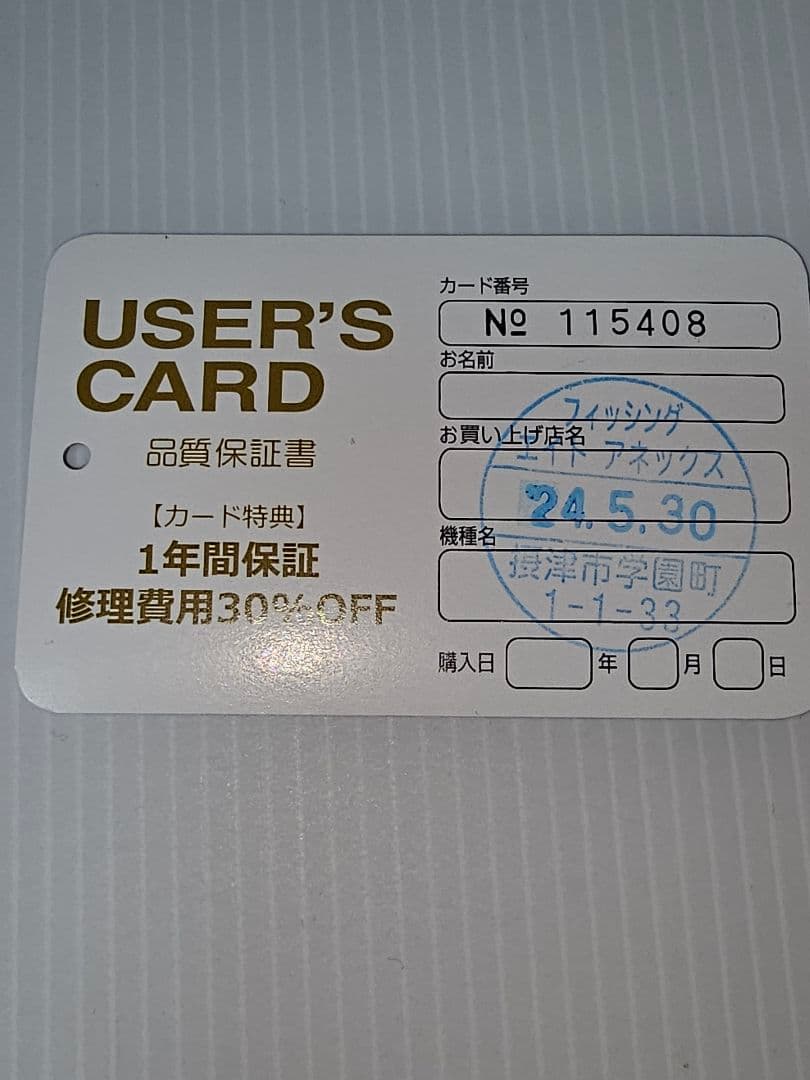 USER'S
CARD
品質保証書
【カード特典】
1年間保証
修理費用30%OFF
カード番号
№ 115408
お名前
お買い上げ店名
機種名
購入日 年 月 日
フィッシング
エイト アネックス
24.5.30
摂津市学園町
1-1-33